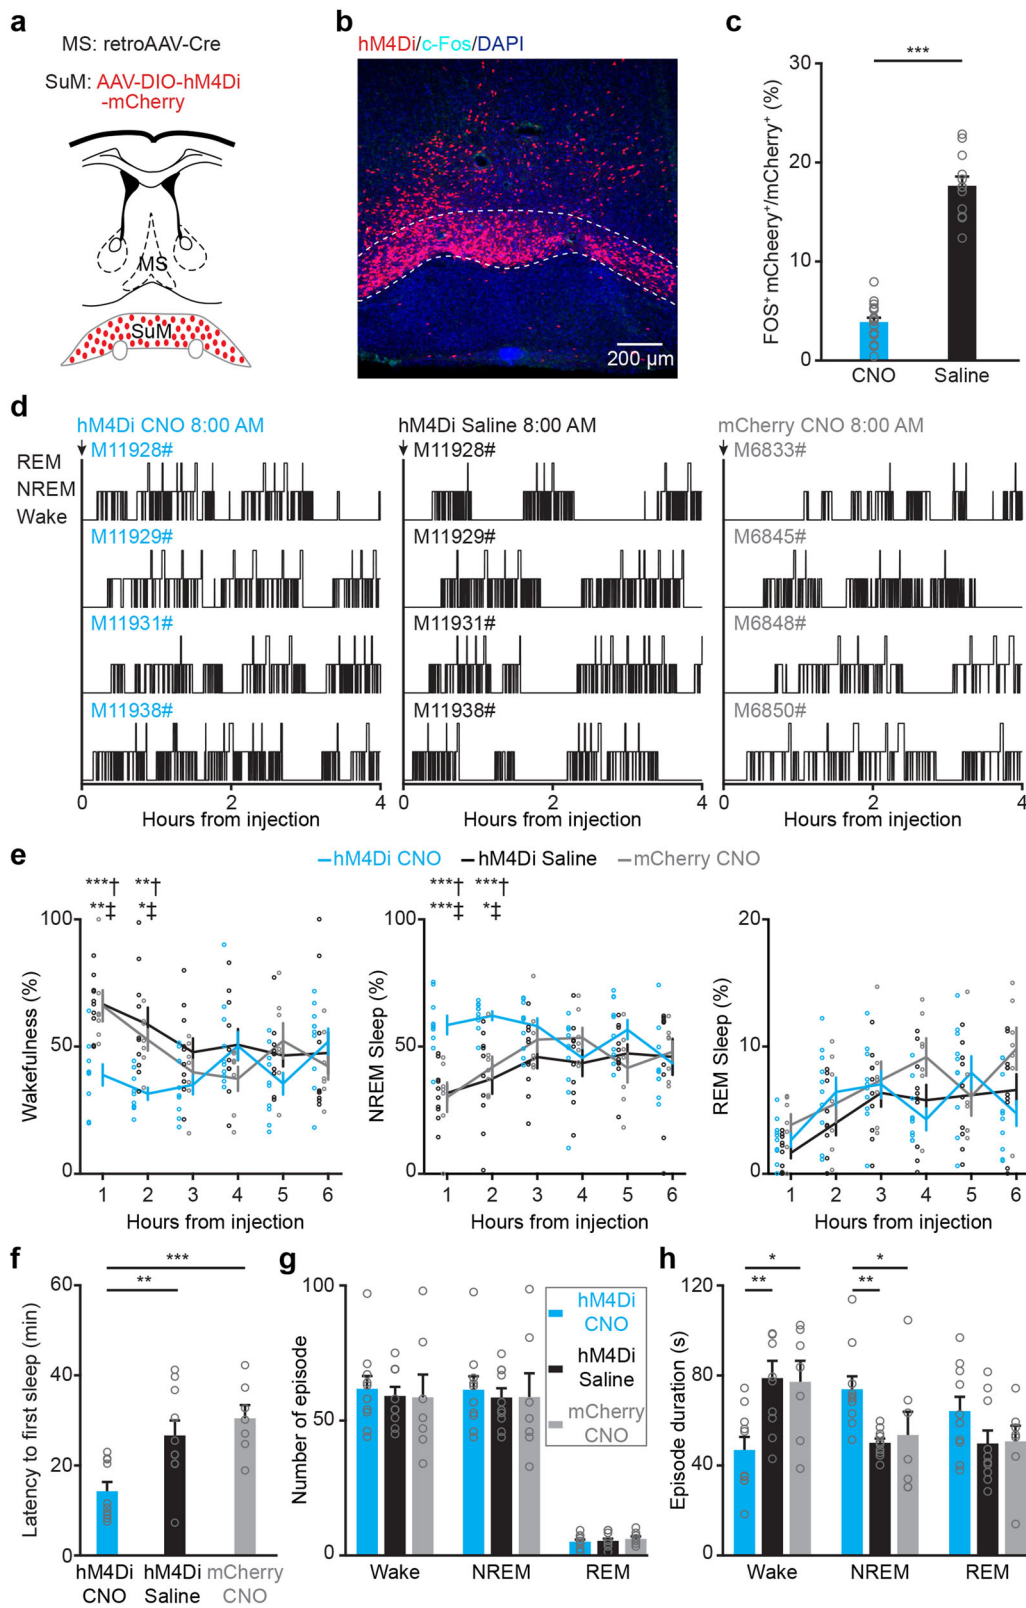 a
MS: retroAAV-Cre
SuM: AAV-DIO-hM4Di
-mCherry
MS
SuM
b
hM4Di/c-Fos/DAPI
200 μm
c
***
FOS⁺ mCheery⁺/mCherry⁺ (%)
30
20
10
0
CNO Saline
d
hM4Di CNO 8:00 AM
M11928#
REM
NREM
Wake
M11929#
M11931#
M11938#
0 2 4
Hours from injection
hM4Di Saline 8:00 AM
M11928#
M11929#
M11931#
M11938#
0 2 4
Hours from injection
mCherry CNO 8:00 AM
M6833#
M6845#
M6848#
M6850#
0 2 4
Hours from injection
e
hM4Di CNO hM4Di Saline mCherry CNO
***† **†
**‡ *‡
Wakefulness (%)
100
50
0
1 2 3 4 5 6
Hours from injection
***† ***†
***‡ *‡
NREM Sleep (%)
100
50
0
1 2 3 4 5 6
Hours from injection
REM Sleep (%)
20
10
0
1 2 3 4 5 6
Hours from injection
f
***
**
Latency to first sleep (min)
60
40
20
0
hM4Di hM4Di mCherry
CNO Saline CNO
g
Number of episode
100
50
0
Wake NREM REM
hM4Di
CNO
hM4Di
Saline
mCherry
CNO
h
* *
** **
Episode duration (s)
120
80
40
0
Wake NREM REM